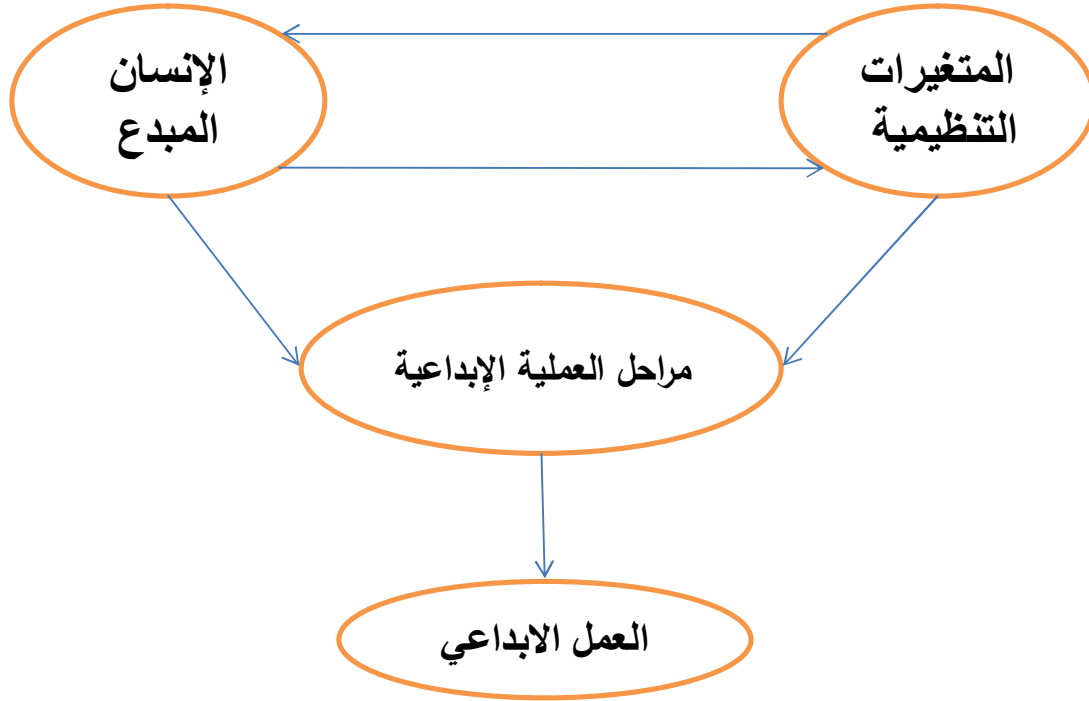 المتغيرات
التنظيمية
الإنسان
المبدع
مراحل العملية الإبداعية
العمل الابداعي